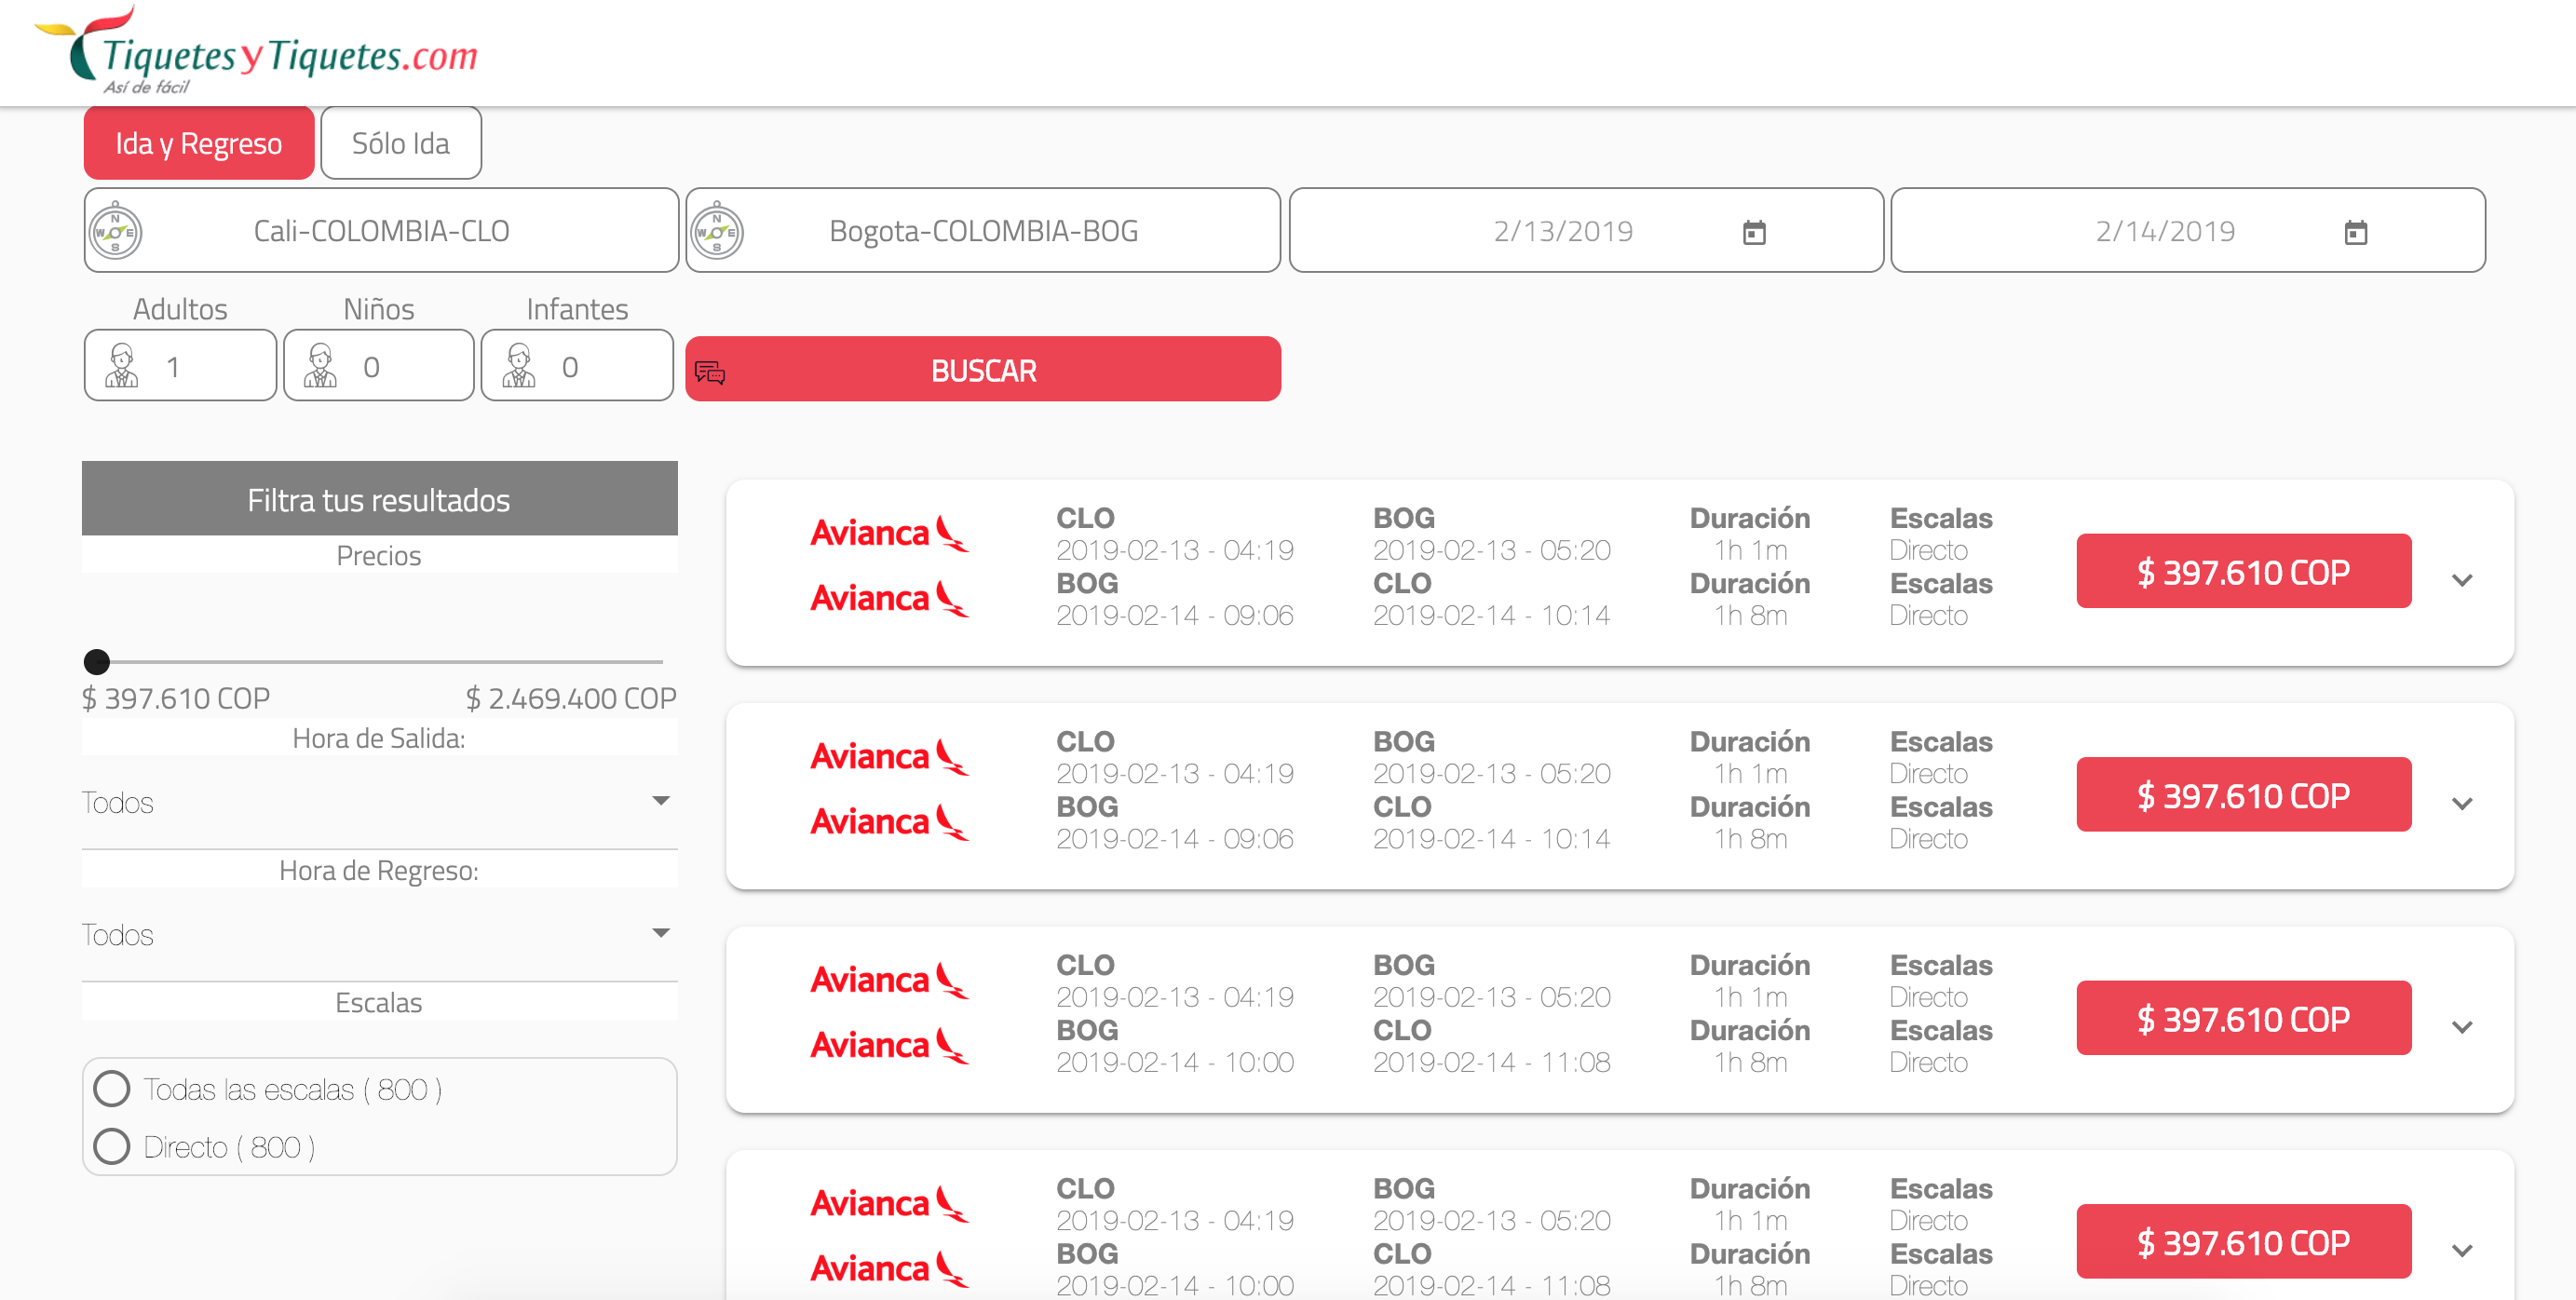 TiquetesyTiquetes.com
Así de fácil
Ida y Regreso
Sólo Ida
N
W
E
S
Cali-COLOMBIA-CLO
N
W
E
S
Bogota-COLOMBIA-BOG
2/13/2019
2/14/2019
Adultos
Niños
Infantes
1
0
0
BUSCAR
Filtra tus resultados
Precios
$ 397.610 COP
$ 2.469.400 COP
Hora de Salida:
Todos
Hora de Regreso:
Todos
Escalas
Todas las escalas ( 800 )
Directo ( 800 )
Avianca
CLO
2019-02-13 - 04:19
BOG
2019-02-13 - 05:20
Duración
1h 1m
Escalas
Directo
Avianca
BOG
2019-02-14 - 09:06
CLO
2019-02-14 - 10:14
Duración
1h 8m
Escalas
Directo
$ 397.610 COP
Avianca
CLO
2019-02-13 - 04:19
BOG
2019-02-13 - 05:20
Duración
1h 1m
Escalas
Directo
Avianca
BOG
2019-02-14 - 09:06
CLO
2019-02-14 - 10:14
Duración
1h 8m
Escalas
Directo
$ 397.610 COP
Avianca
CLO
2019-02-13 - 04:19
BOG
2019-02-13 - 05:20
Duración
1h 1m
Escalas
Directo
Avianca
BOG
2019-02-14 - 10:00
CLO
2019-02-14 - 11:08
Duración
1h 8m
Escalas
Directo
$ 397.610 COP
Avianca
CLO
2019-02-13 - 04:19
BOG
2019-02-13 - 05:20
Duración
1h 1m
Escalas
Directo
Avianca
BOG
2019-02-14 - 10:00
CLO
2019-02-14 - 11:08
Duración
1h 8m
Escalas
Directo
$ 397.610 COP